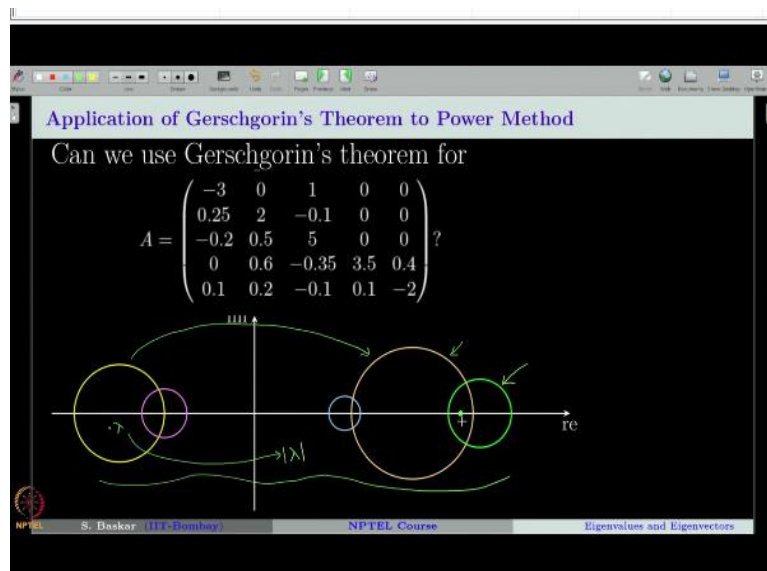 Application of Gerschgorin's Theorem to Power Method
Can we use Gerschgorin's theorem for
A = ( −3 0 1 0 0
0.25 2 −0.1 0 0
−0.2 0.5 5 0 0
0 0.6 −0.35 3.5 0.4
0.1 0.2 −0.1 0.1 −2 ) ?
re
·λ
|λ|
NPTEL
S. Baskar (IIT-Bombay)
NPTEL Course
Eigenvalues and Eigenvectors